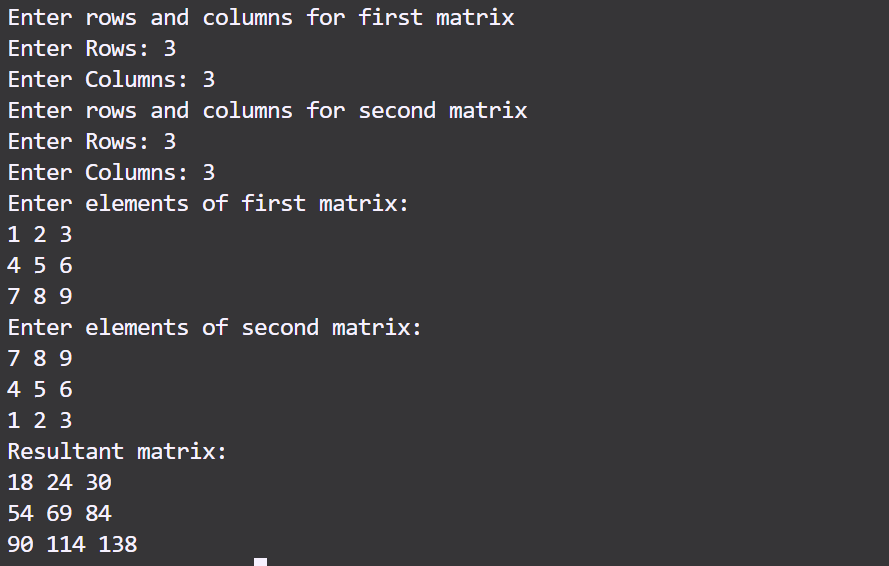 Enter rows and columns for first matrix
Enter Rows: 3
Enter Columns: 3
Enter rows and columns for second matrix
Enter Rows: 3
Enter Columns: 3
Enter elements of first matrix:
1 2 3
4 5 6
7 8 9
Enter elements of second matrix:
7 8 9
4 5 6
1 2 3
Resultant matrix:
18 24 30
54 69 84
90 114 138